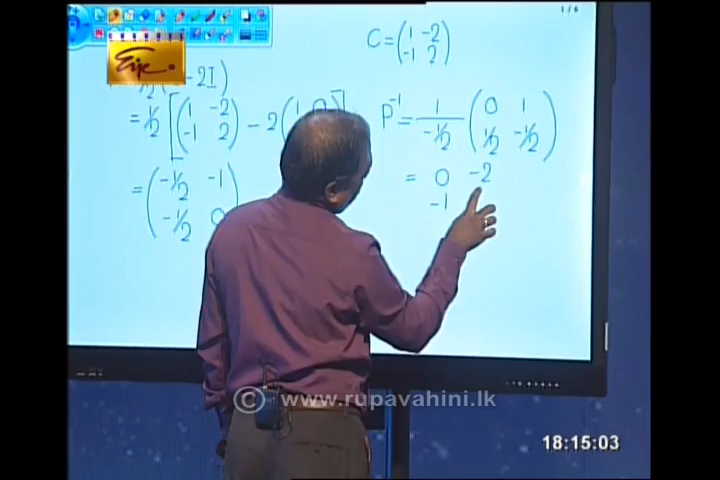 1/6
C = (1 -2
-1 2)
½( - 2I)
= ½ [(1 -2
-1 2) - 2(1 0
P⁻¹ = 1/(-½) (0 1
½ -½)
= (-½ -1
-½ 0
= 0 -2
-1
© www.rupavahini.lk
18:15:03